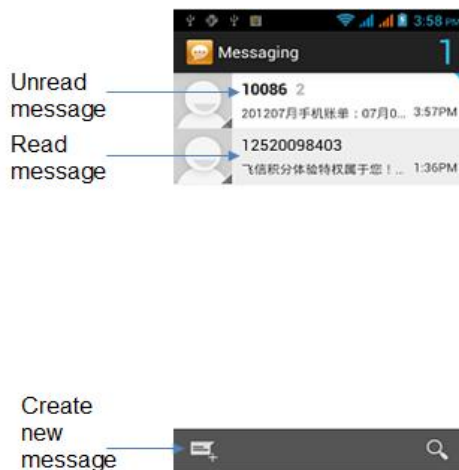 3:58 PM
Messaging
1
Unread
message
10086 2
201207月手机账单：07月0... 3:57PM
Read
message
12520098403
飞信积分体验特权属于您！... 1:36PM
Create
new
message